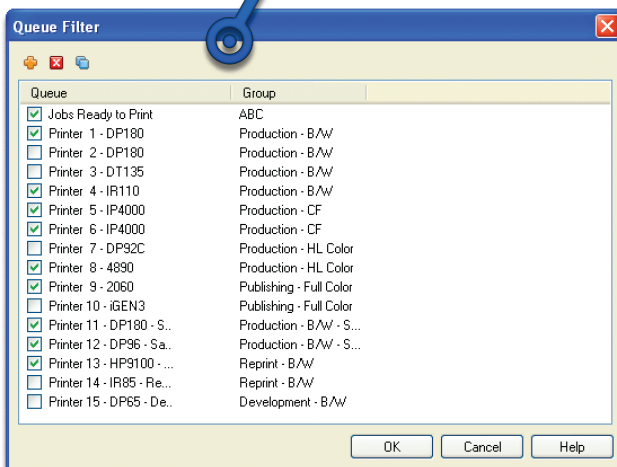 Queue Filter
Queue Group
Jobs Ready to Print ABC
Printer 1 - DP180 Production - B/W
Printer 2 - DP180 Production - B/W
Printer 3 - DT135 Production - B/W
Printer 4 - IR110 Production - B/W
Printer 5 - IP4000 Production - CF
Printer 6 - IP4000 Production - CF
Printer 7 - DP92C Production - HL Color
Printer 8 - 4890 Production - HL Color
Printer 9 - 2060 Publishing - Full Color
Printer 10 - iGEN3 Publishing - Full Color
Printer 11 - DP180 - S.. Production - B/W - S...
Printer 12 - DP96 - Sa.. Production - B/W - S...
Printer 13 - HP9100 - ... Reprint - B/W
Printer 14 - IR85 - Re... Reprint - B/W
Printer 15 - DP65 - De.. Development - B/W
OK Cancel Help